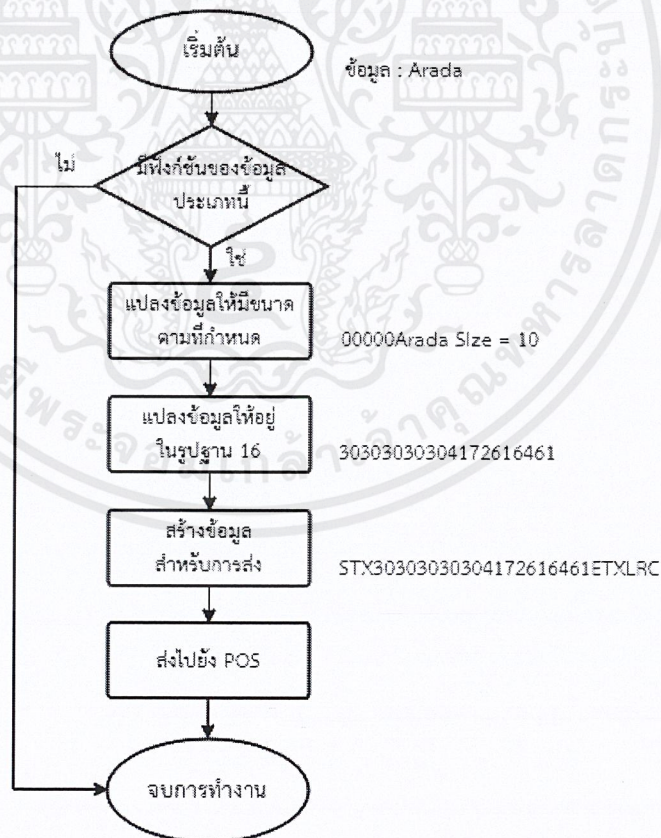 เริ่มต้น
ข้อมูล : Arada
ไม่
มีฟังก์ชันของข้อมูล
ประเภทนี้
ใช่
แปลงข้อมูลให้มีขนาด
ตามที่กำหนด
00000Arada SIze = 10
แปลงข้อมูลให้อยู่
ในรูปฐาน 16
30303030304172616461
สร้างข้อมูล
สำหรับการส่ง
STX30303030304172616461ETXLRC
ส่งไปยัง POS
จบการทำงาน